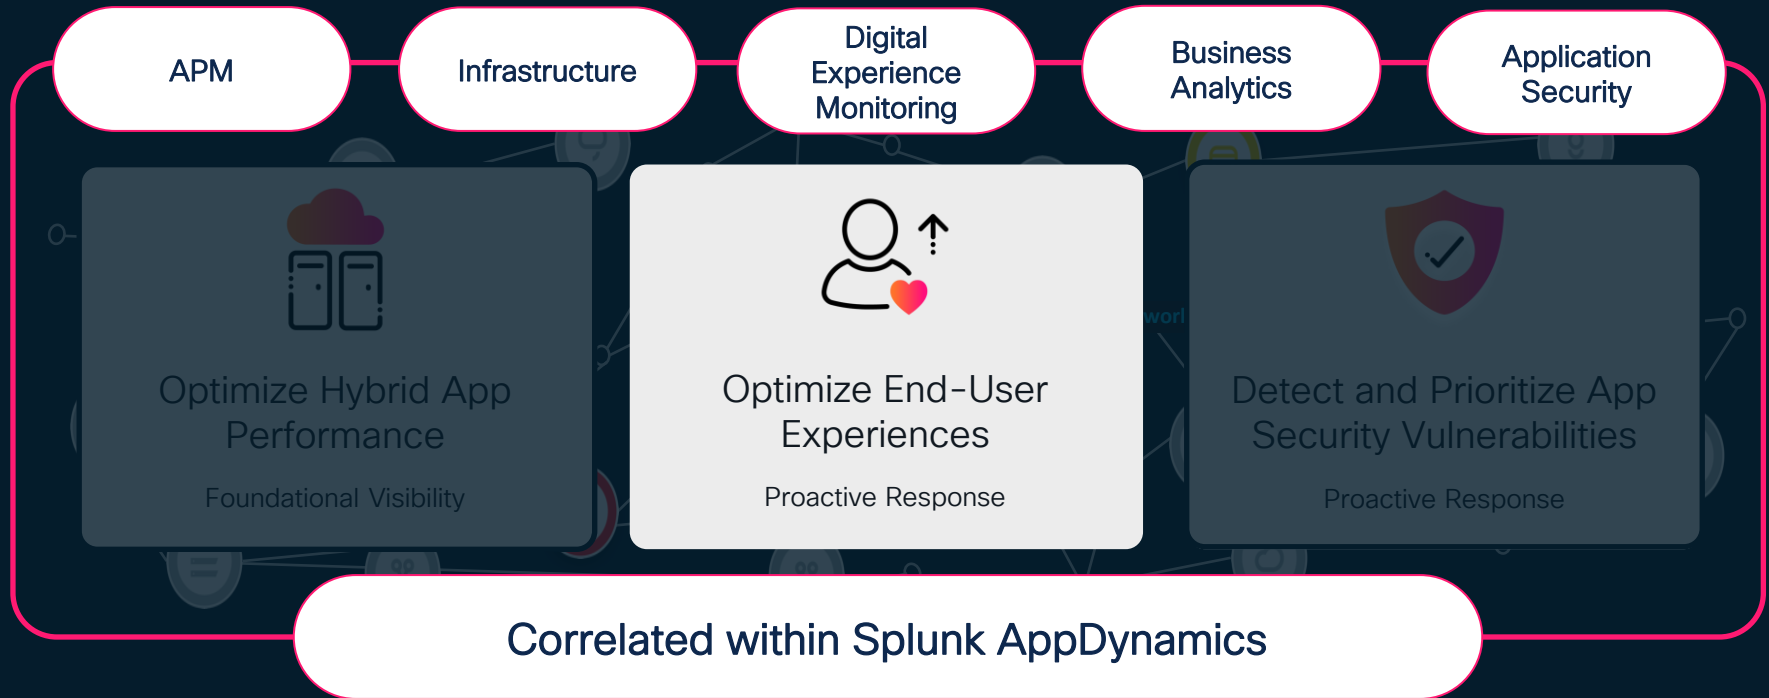 APM
Infrastructure
Digital
Experience
Monitoring
Business
Analytics
Application
Security
Optimize Hybrid App
Performance
Foundational Visibility
Optimize End-User
Experiences
Proactive Response
Detect and Prioritize App
Security Vulnerabilities
Proactive Response
Correlated within Splunk AppDynamics